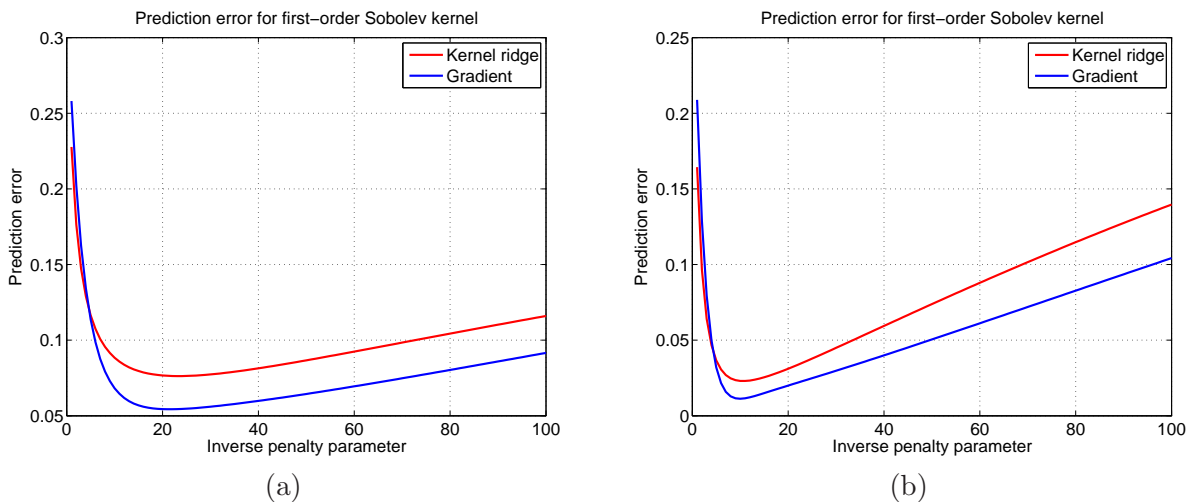 Prediction error for first−order Sobolev kernel
0.3
0.25
0.2
0.15
0.1
0.05
Prediction error
0
20
40
60
80
100
Inverse penalty parameter
Kernel ridge
Gradient
(a)
Prediction error for first−order Sobolev kernel
0.25
0.2
0.15
0.1
0.05
0
Prediction error
0
20
40
60
80
100
Inverse penalty parameter
Kernel ridge
Gradient
(b)